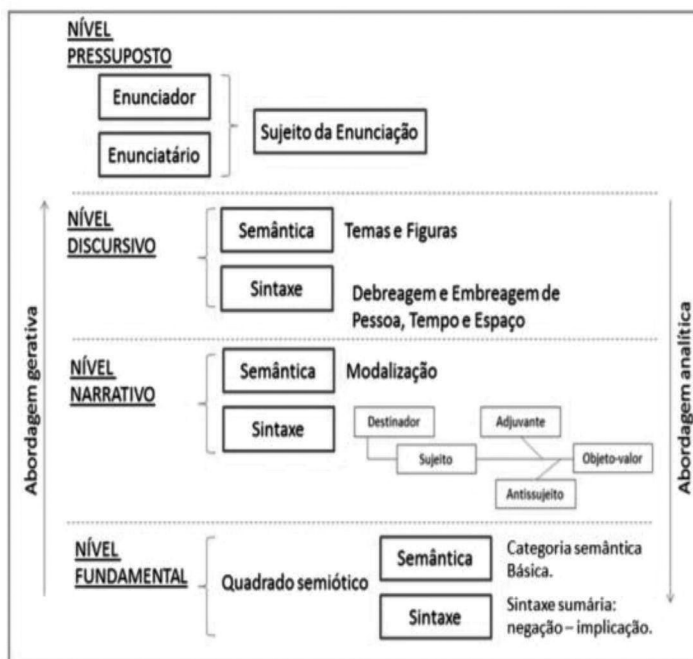 NÍVEL
PRESSUPOSTO
Enunciador
Enunciatário
Sujeito da Enunciação
NÍVEL
DISCURSIVO
Semântica
Temas e Figuras
Sintaxe
Debreagem e Embreagem de
Pessoa, Tempo e Espaço
NÍVEL
NARRATIVO
Semântica
Modalização
Sintaxe
Destinador
Adjuvante
Sujeito
Objeto-valor
Antissujeito
NÍVEL
FUNDAMENTAL
Quadrado semiótico
Semântica
Categoria semântica
Básica.
Sintaxe
Sintaxe sumária:
negação – implicação.
Abordagem gerativa
Abordagem analítica